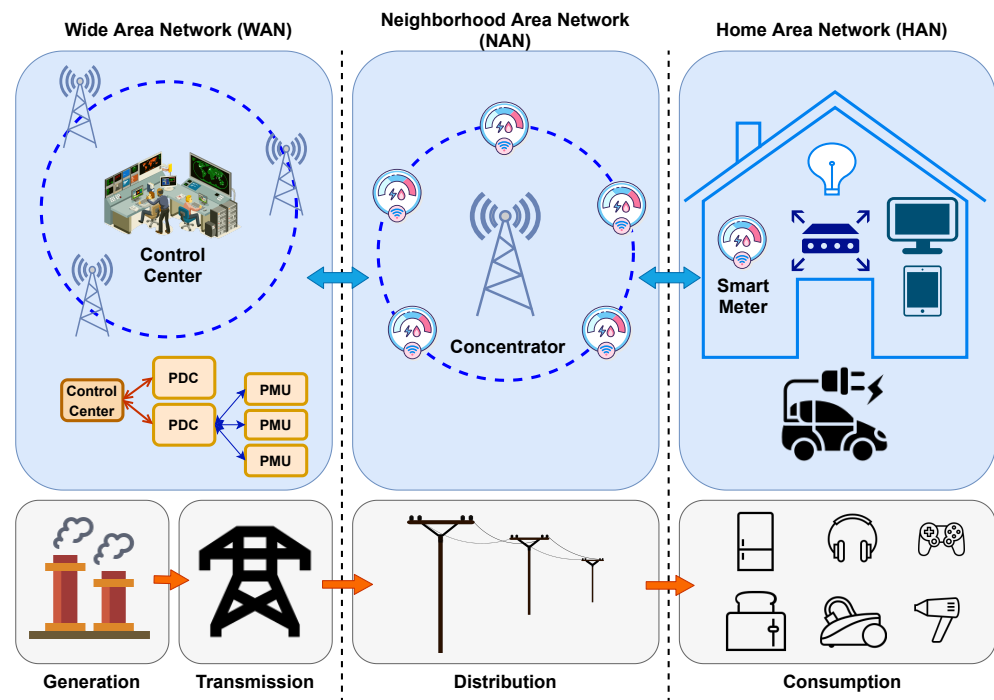 Wide Area Network (WAN)
Neighborhood Area Network
(NAN)
Home Area Network (HAN)
Control
Center
Concentrator
Smart
Meter
Control
Center
PDC
PDC
PMU
PMU
PMU
Generation
Transmission
Distribution
Consumption